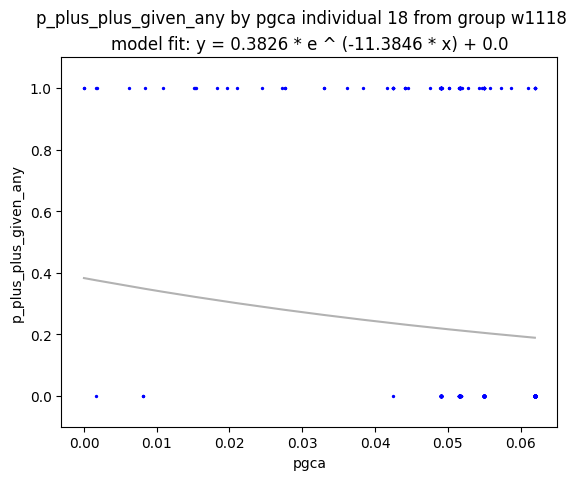 p_plus_plus_given_any by pgca individual 18 from group w1118
model fit: y = 0.3826 * e ^ (-11.3846 * x) + 0.0
1.0
0.8
0.6
0.4
0.2
0.0
p_plus_plus_given_any
0.00 0.01 0.02 0.03 0.04 0.05 0.06
pgca